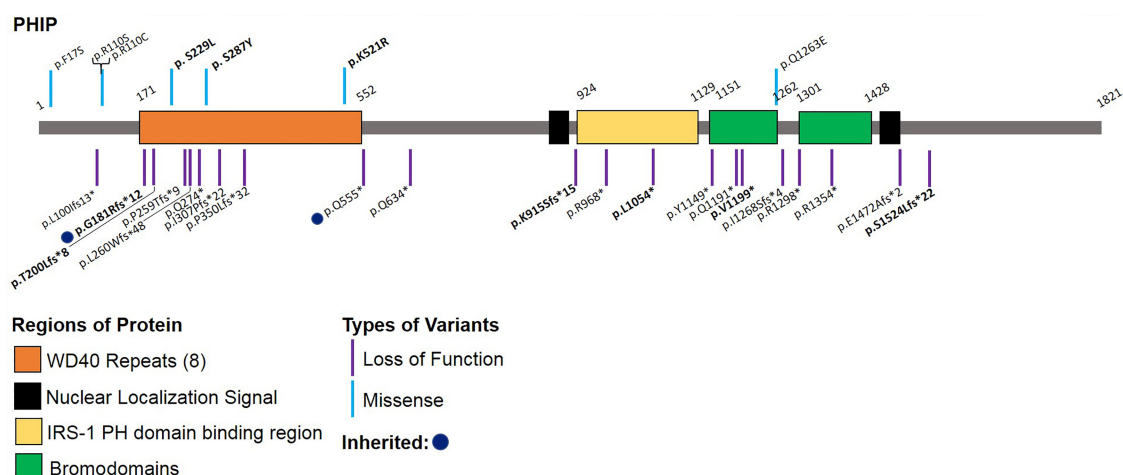 PHIP
p.F17S
p.R110S
p.R110C
p. S229L
p. S287Y
p.K521R
p.Q1263E
1
171
552
924
1129
1151
1262
1301
1428
1821
p.L100Ifs13*
p.G181Rfs*12
p.T200Lfs*8
p.P259Tfs*9
p.L260Wfs*48
p.Q274*
p.I307Pfs*22
p.P350Lfs*32
p.Q555*
p.Q634*
p.K915Sfs*15
p.R968*
p.L1054*
p.Y1149*
p.Q1191*
p.V1199*
p.I1268Sfs*4
p.R1298*
p.R1354*
p.E1472Afs*2
p.S1524Lfs*22
Regions of Protein
WD40 Repeats (8)
Nuclear Localization Signal
IRS-1 PH domain binding region
Bromodomains
Types of Variants
Loss of Function
Missense
Inherited: